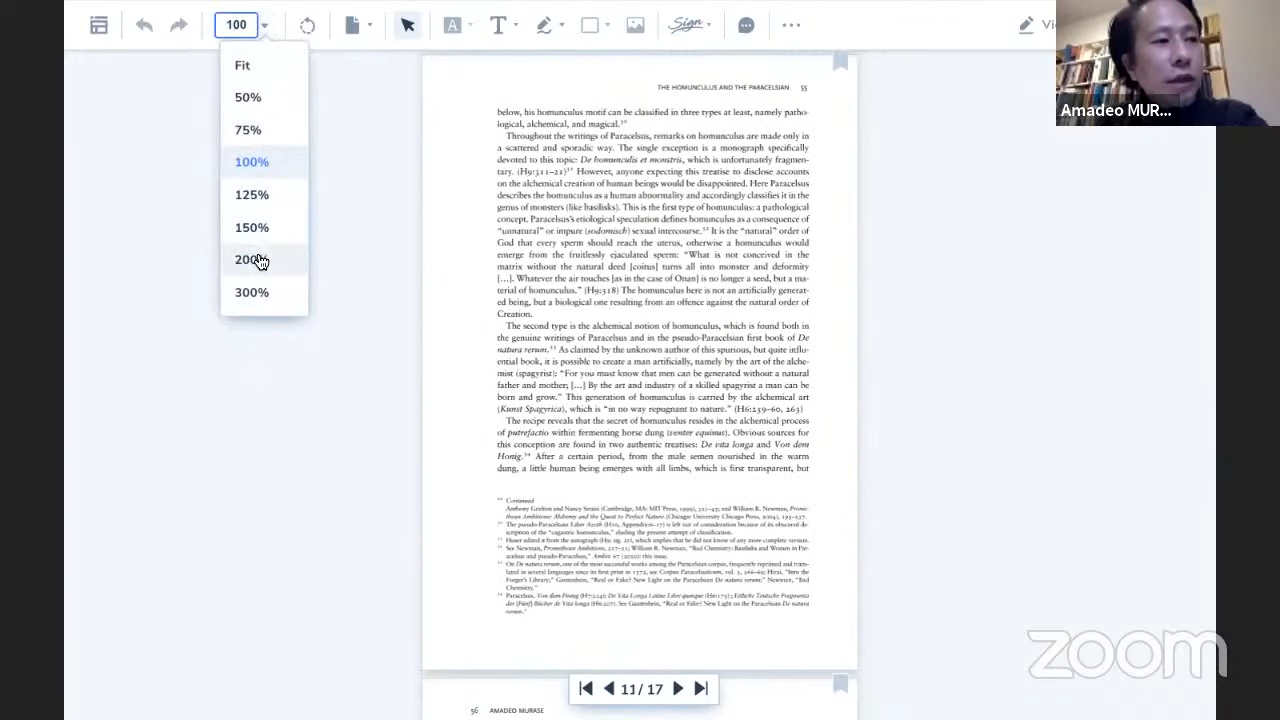 100
Vi
Amadeo MUR...
Fit
50%
75%
100%
125%
150%
200%
300%
THE HOMUNCULUS AND THE PARACELSIAN 55
below, his homunculus motif can be classified in three types at least, namely patho-
logical, alchemical, and magical.³⁰
Throughout the writings of Paracelsus, remarks on homunculus are made only in
a scattered and sporadic way. The single exception is a monograph specifically
devoted to this topic: De homunculis et monstris, which is unfortunately fragmen-
tary. (H9:311–21)³¹ However, anyone expecting this treatise to disclose accounts
on the alchemical creation of human beings would be disappointed. Here Paracelsus
describes the homunculus as a human abnormality and accordingly classifies it in the
genus of monsters (like basilisks). This is the first type of homunculus: a pathological
concept. Paracelsus's etiological speculation defines homunculus as a consequence of
"unnatural" or impure (sodomisch) sexual intercourse.³² It is the "natural" order of
God that every sperm should reach the uterus, otherwise a homunculus would
emerge from the fruitlessly ejaculated sperm: "What is not conceived in the
matrix without the natural deed [coitus] turns all into monster and deformity
[...]. Whatever the air touches [as in the case of Onan] is no longer a seed, but a ma-
terial of homunculus." (H9:318) The homunculus here is not an artificially generat-
ed being, but a biological one resulting from an offence against the natural order of
Creation.
The second type is the alchemical notion of homunculus, which is found both in
the genuine writings of Paracelsus and in the pseudo-Paracelsian first book of De
natura rerum.³³ As claimed by the unknown author of this spurious, but quite influ-
ential book, it is possible to create a man artificially, namely by the art of the alche-
mist (spagyrist): "For you must know that men can be generated without a natural
father and mother; [...] By the art and industry of a skilled spagyrist a man can be
born and grow." This generation of homunculus is carried by the alchemical art
(Kunst Spagyrica), which is "in no way repugnant to nature." (H6:259–60, 263)
The recipe reveals that the secret of homunculus resides in the alchemical process
of putrefactio within fermenting horse dung (venter equinus). Obvious sources for
this conception are found in two authentic treatises: De vita longa and Von dem
Honig.³⁴ After a certain period, from the male semen nourished in the warm
dung, a little human being emerges with all limbs, which is first transparent, but
Continued
Anthony Grafton and Nancy Siraisi (Cambridge, MA: MIT Press, 1999), 321–45; and William R. Newman, Prome-
thean Ambitions: Alchemy and the Quest to Perfect Nature (Chicago: University Chicago Press, 2004), 195–237.
³⁰ The pseudo-Paracelsian Liber Azoth (H10, Appendix:1–17) is left out of consideration because of its obscured de-
scription of the "cagastric homunculus," eluding the present attempt of classification.
³¹ Huser edited it from the autograph (H9: sig. 2r), which implies that he did not know of any more complete version.
³² See Newman, Promethean Ambitions, 217–21; William R. Newman, "Bad Chemistry: Basilisks and Women in Par-
acelsus and pseudo-Paracelsus," Ambix 67 (2020): this issue.
³³ On De natura rerum, one of the most successful works among the Paracelsian corpus, frequently reprinted and trans-
lated in several languages since its first print in 1572, see Corpus Paracelsisticum, vol. 2, 266–69; Hirai, "Into the
Forger's Library;" Gantenbein, "Real or Fake? New Light on the Paracelsian De natura rerum;" Newman, "Bad
Chemistry."
³⁴ Paracelsus, Von dem Honig (H7:224); De Vita Longa Latine Libri quinque (H6:175); Etliche Teutsche Fragmenta
der [Fünf] Bücher de Vita longa (H6:207). See Gantenbein, "Real or Fake? New Light on the Paracelsian De natura
rerum."
11/ 17
56 AMADEO MURASE
zoom